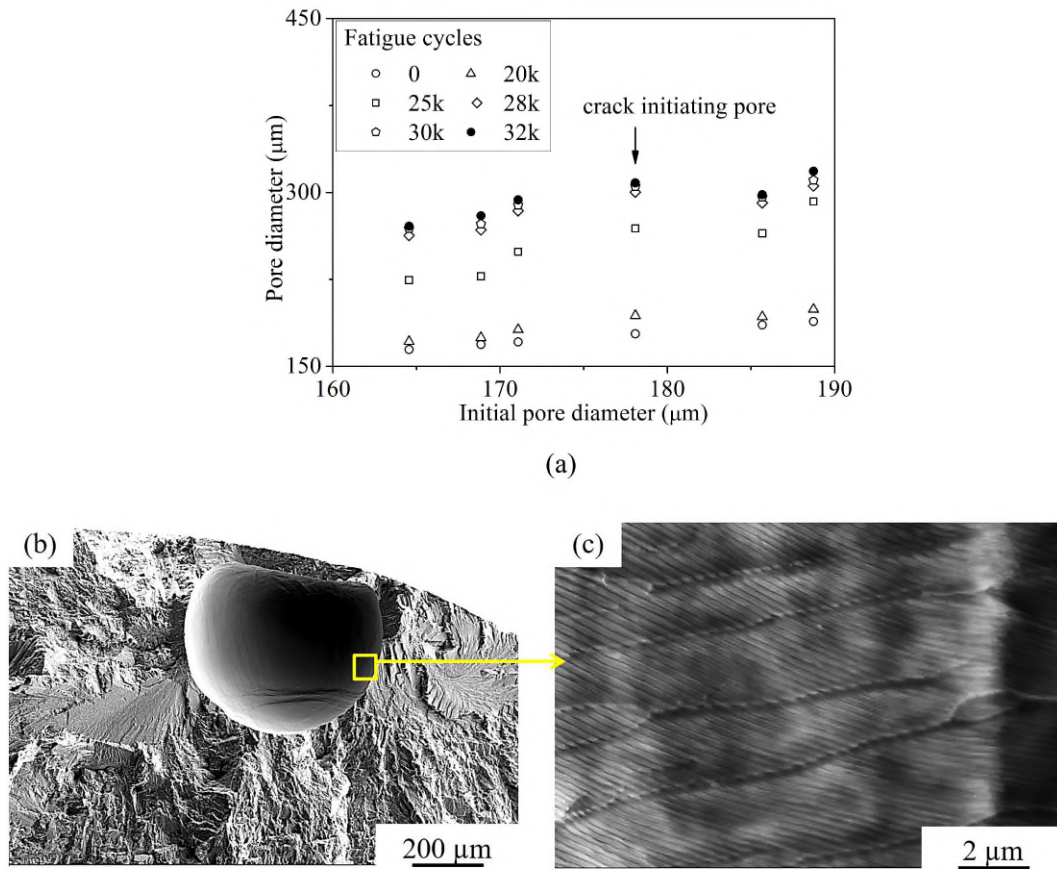 450
300
150
Pore diameter (μm)
Fatigue cycles
0 20k
25k 28k
30k 32k
crack initiating pore
160 170 180 190
Initial pore diameter (μm)
(a)
(b)
200 μm
(c)
2 μm